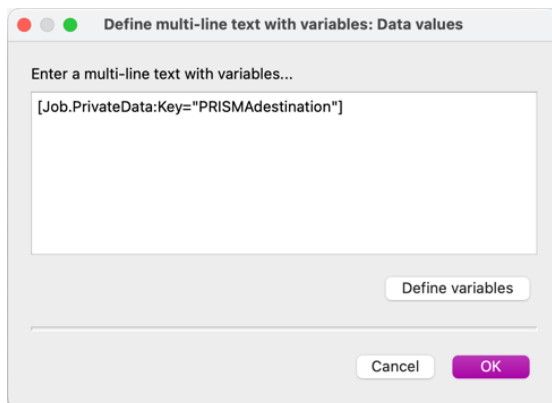 Define multi-line text with variables: Data values
Enter a multi-line text with variables...
[Job.PrivateData:Key="PRISMAdestination"]
Define variables
Cancel
OK